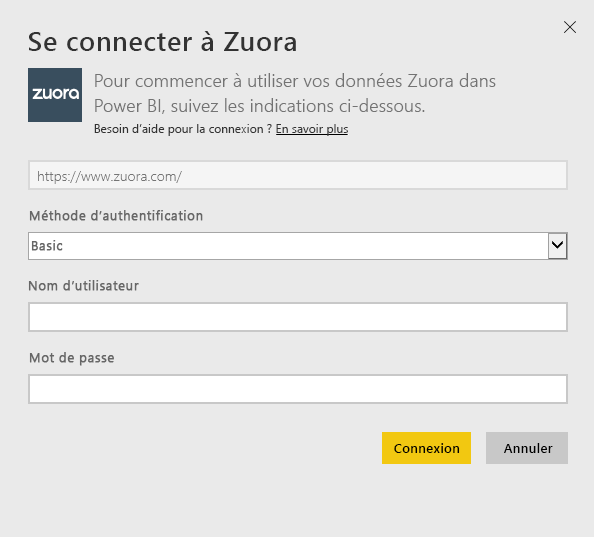 Se connecter à Zuora
zuora
Pour commencer à utiliser vos données Zuora dans
Power BI, suivez les indications ci-dessous.
Besoin d'aide pour la connexion ? En savoir plus
https://www.zuora.com/
Méthode d'authentification
Basic
Nom d'utilisateur
Mot de passe
Connexion
Annuler